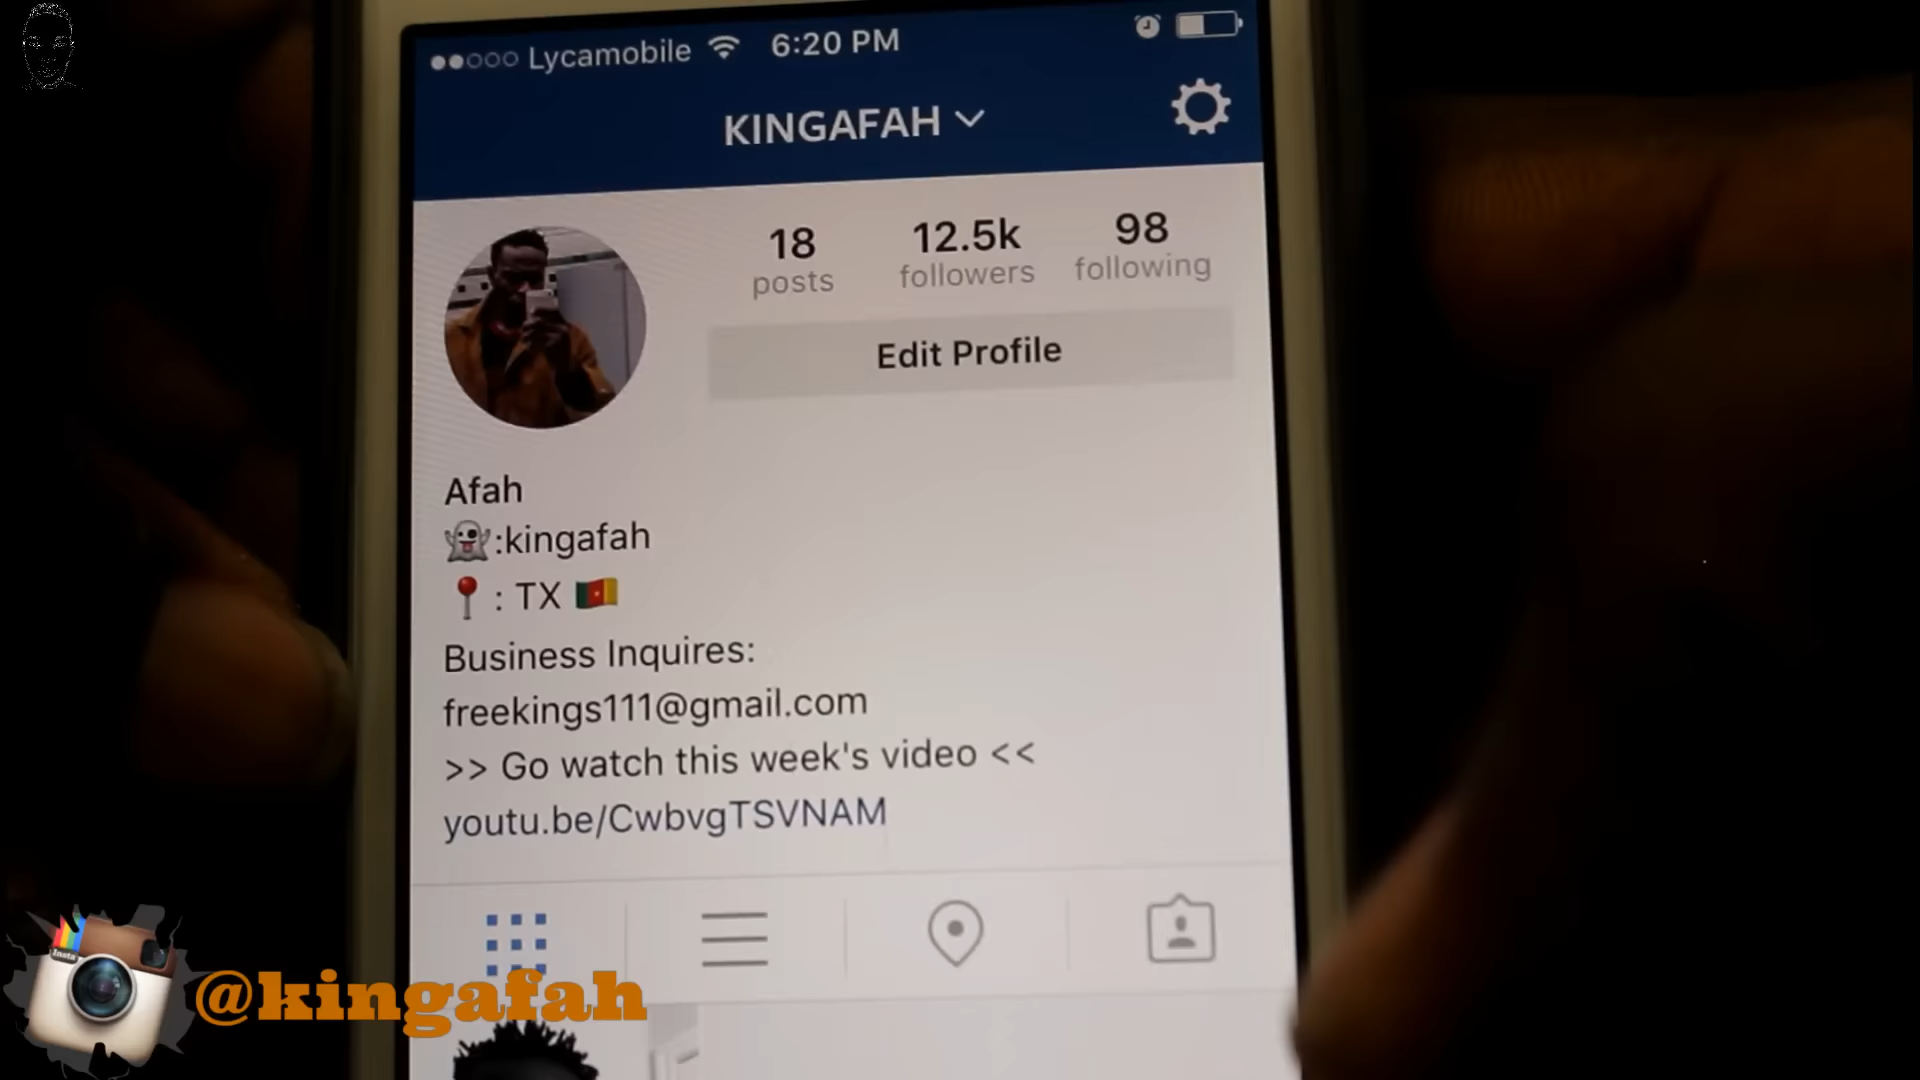 Lycamobile 6:20 PM
KINGAFAH
18 12.5k 98
posts followers following
Edit Profile
Afah
👻:kingafah
📍: TX 🇨🇲
Business Inquires:
freekings111@gmail.com
>> Go watch this week's video <<
youtu.be/CwbvgTSVNAM
Insta
@kingafah